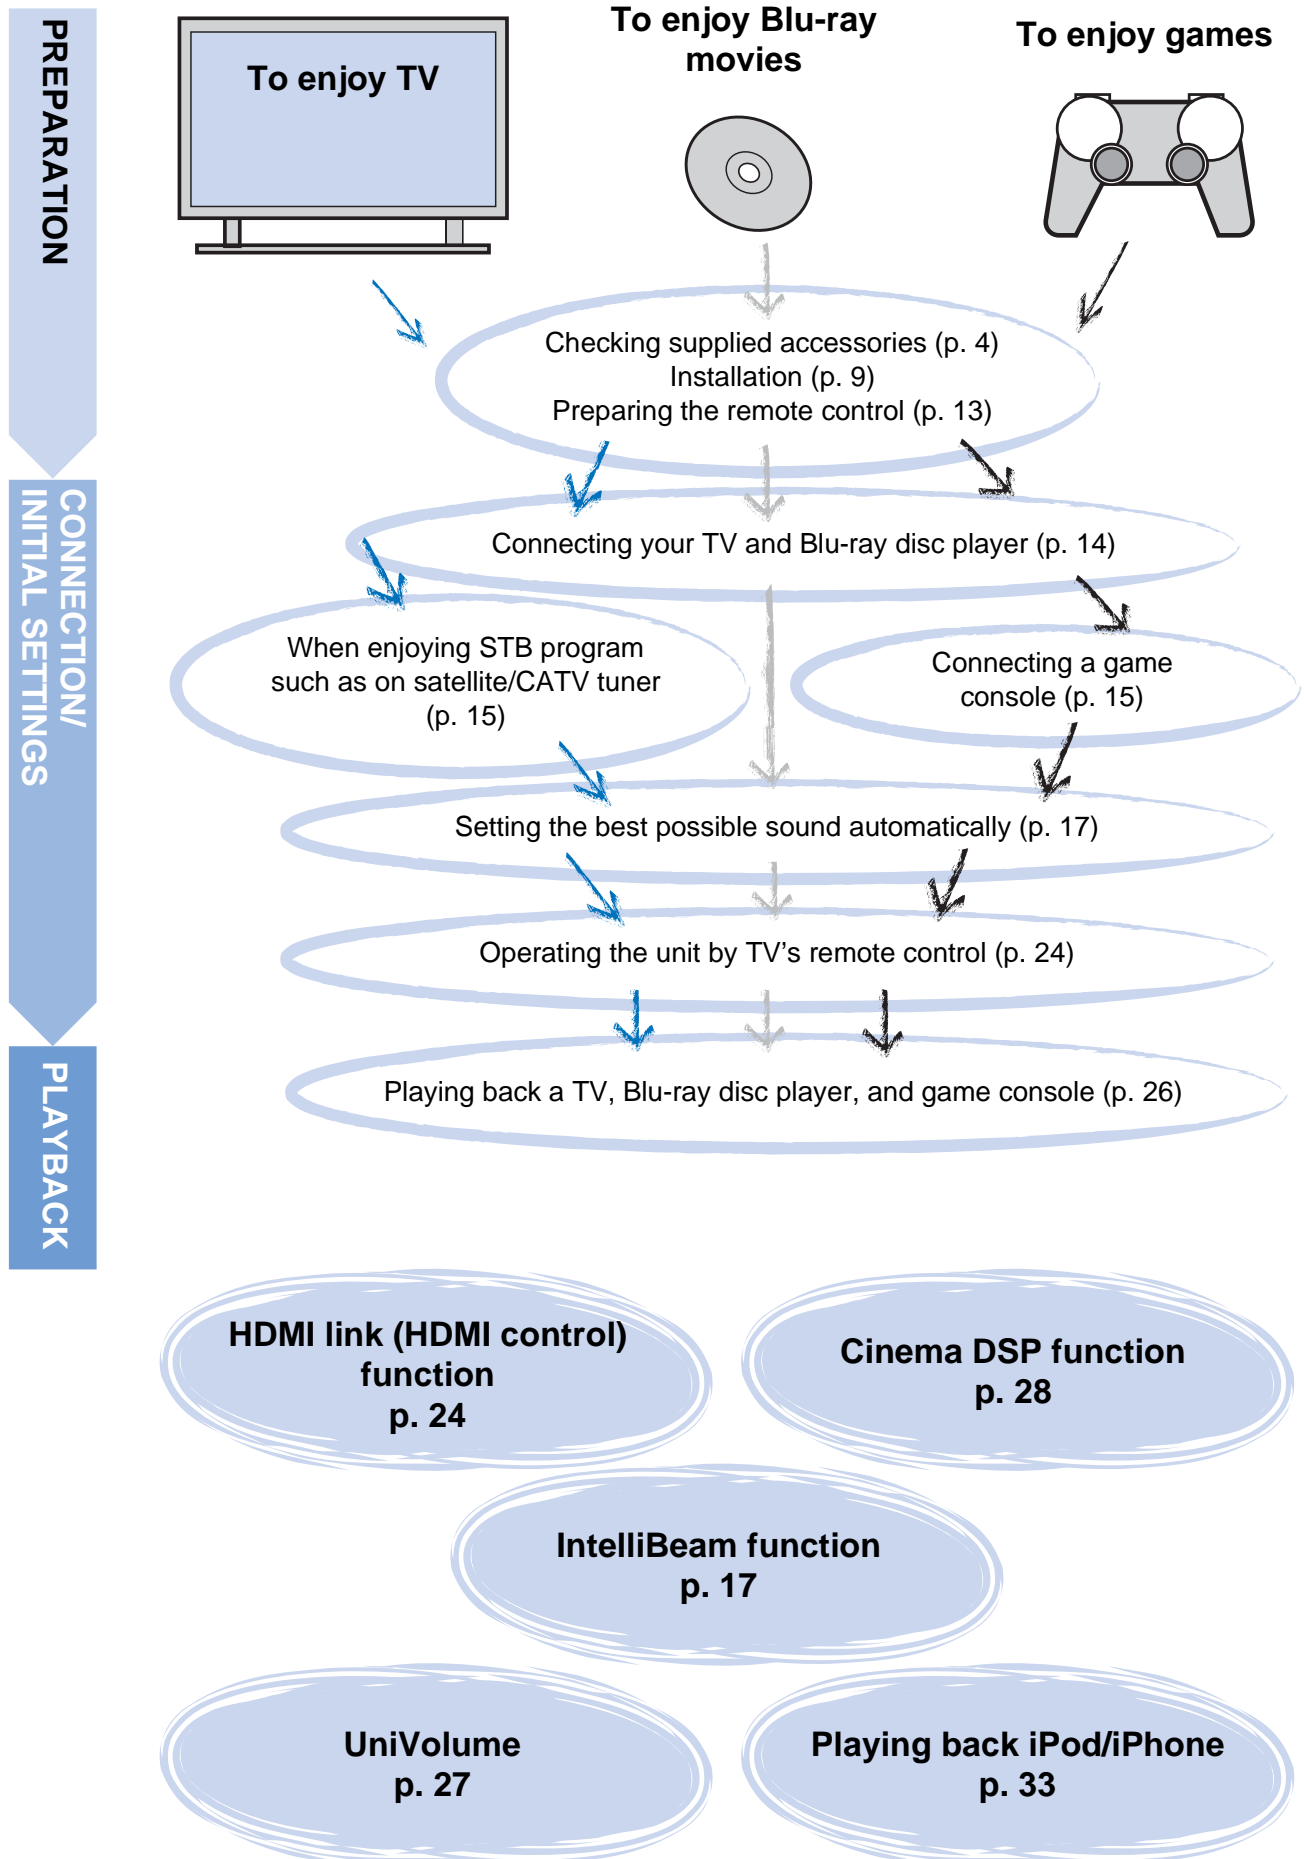 PREPARATION
To enjoy TV
To enjoy Blu-ray
movies
To enjoy games
Checking supplied accessories (p. 4)
Installation (p. 9)
Preparing the remote control (p. 13)
CONNECTION/
INITIAL SETTINGS
Connecting your TV and Blu-ray disc player (p. 14)
When enjoying STB program
such as on satellite/CATV tuner
(p. 15)
Connecting a game
console (p. 15)
Setting the best possible sound automatically (p. 17)
Operating the unit by TV’s remote control (p. 24)
PLAYBACK
Playing back a TV, Blu-ray disc player, and game console (p. 26)
HDMI link (HDMI control)
function
p. 24
Cinema DSP function
p. 28
IntelliBeam function
p. 17
UniVolume
p. 27
Playing back iPod/iPhone
p. 33